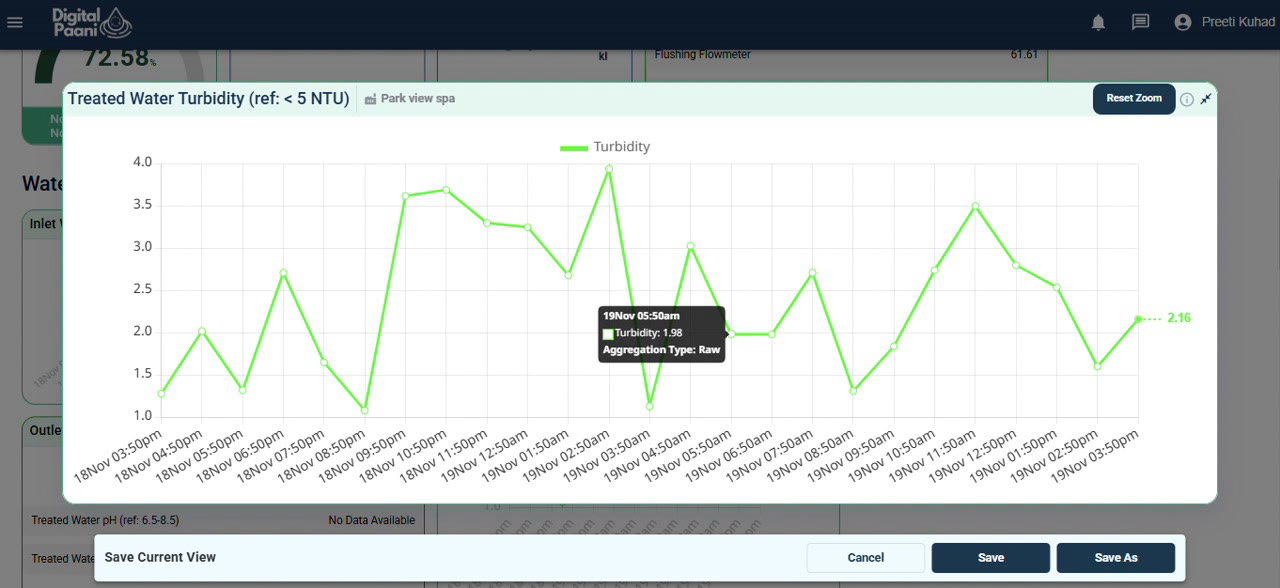 Digital
Paani
Preeti Kuhad
72.58%
kl
Flushing Flowmeter
61.61
Treated Water Turbidity (ref: < 5 NTU)
Park view spa
Reset Zoom
Turbidity
4.0
3.5
3.0
2.5
2.0
1.5
1.0
19Nov 05:50am
Turbidity: 1.98
Aggregation Type: Raw
2.16
18Nov 03:50pm
18Nov 04:50pm
18Nov 05:50pm
18Nov 06:50pm
18Nov 07:50pm
18Nov 08:50pm
18Nov 09:50pm
18Nov 10:50pm
18Nov 11:50pm
19Nov 12:50am
19Nov 01:50am
19Nov 02:50am
19Nov 03:50am
19Nov 04:50am
19Nov 05:50am
19Nov 06:50am
19Nov 07:50am
19Nov 08:50am
19Nov 09:50am
19Nov 10:50am
19Nov 11:50am
19Nov 12:50pm
19Nov 01:50pm
19Nov 02:50pm
19Nov 03:50pm
Inlet
Treated Water pH (ref: 6.5-8.5)
No Data Available
Treated
1.0
Save Current View
Cancel
Save
Save As